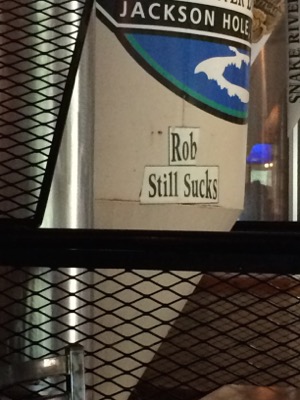 JACKSON HOLE
Rob
Still Sucks
SNAKE RIVER